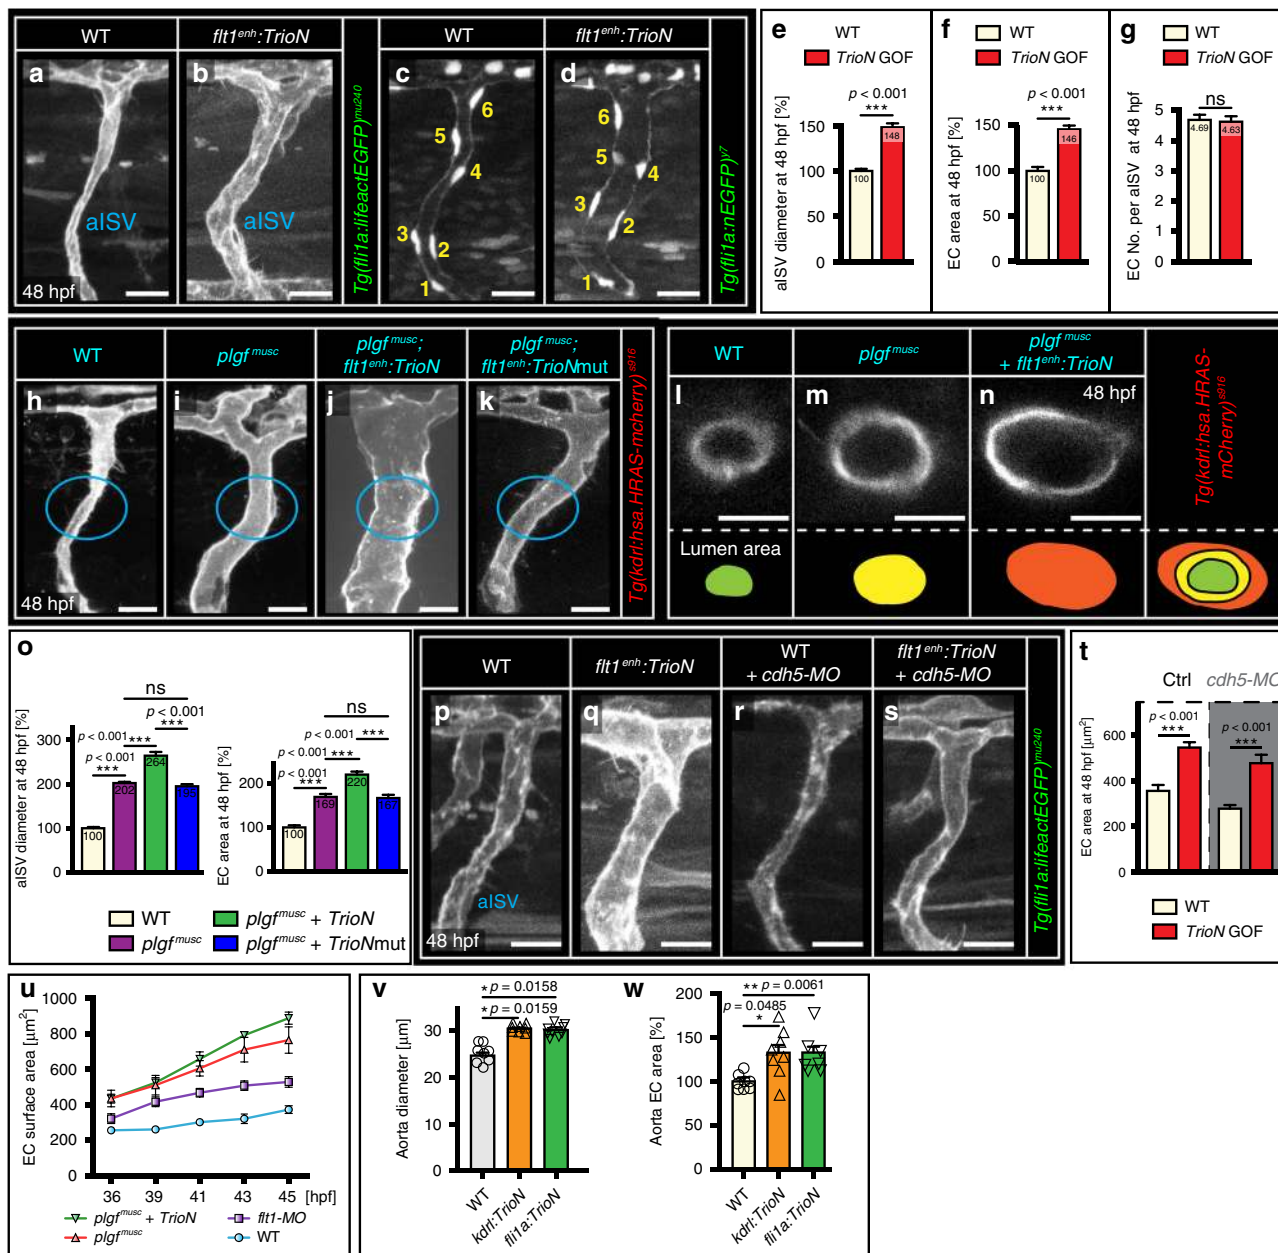 WT
flt1enh:TrioN
WT
flt1enh:TrioN
a
b
c
d
aISV
aISV
48 hpf
Tg(fli1a:lifeactEGFP)mu240
6
5
4
3
2
1
6
5
4
3
2
1
Tg(fli1a:nEGFP)y7
e
WT
TrioN GOF
p < 0.001
***
aISV diameter at 48 hpf [%]
150
100
50
0
100
148
f
WT
TrioN GOF
p < 0.001
***
EC area at 48 hpf [%]
150
100
50
0
100
146
g
WT
TrioN GOF
ns
EC No. per aISV at 48 hpf
5
4
3
2
1
0
4.69
4.63
WT
plgfmusc
plgfmusc;
flt1enh:TrioN
plgfmusc;
flt1enh:TrioNmut
h
i
j
k
48 hpf
Tg(kdrl:hsa.HRAS-mcherry)s916
WT
plgfmusc
plgfmusc
+ flt1enh:TrioN
l
m
n
48 hpf
Lumen area
Tg(kdrl:hsa.HRAS-
mCherry)s916
o
ns
p < 0.001
***
p < 0.001
***
p < 0.001
***
aISV diameter at 48 hpf [%]
300
200
100
0
100
202
264
195
ns
p < 0.001
***
p < 0.001
***
p < 0.001
***
EC area at 48 hpf [%]
200
100
0
100
169
220
167
WT
plgfmusc + TrioN
plgfmusc
plgfmusc + TrioNmut
WT
flt1enh:TrioN
WT
+ cdh5-MO
flt1enh:TrioN
+ cdh5-MO
p
q
r
s
aISV
48 hpf
Tg(fli1a:lifeactEGFP)mu240
t
Ctrl
cdh5-MO
p < 0.001
***
p < 0.001
***
EC area at 48 hpf [µm2]
600
400
200
0
WT
TrioN GOF
u
EC surface area [µm2]
1000
800
600
400
200
0
36
39
41
43
45
[hpf]
plgfmusc + TrioN
flt1-MO
plgfmusc
WT
v
* p = 0.0158
* p = 0.0159
Aorta diameter [µm]
30
20
10
0
WT
kdrl:TrioN
fli1a:TrioN
w
** p = 0.0061
p = 0.0485
*
Aorta EC area [%]
200
150
100
50
0
WT
kdrl:TrioN
fli1a:TrioN